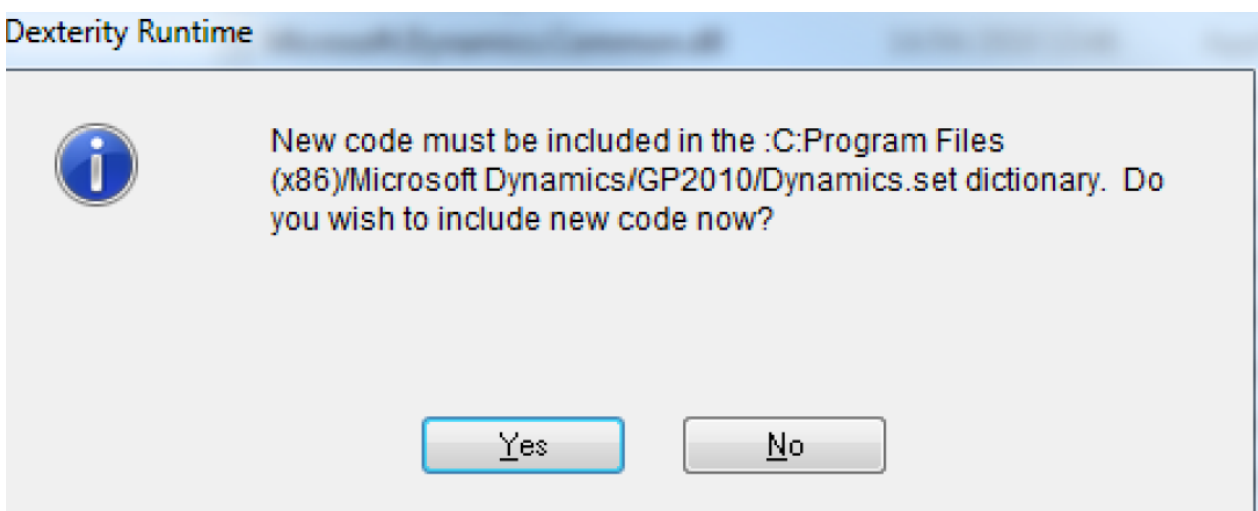 Dexterity Runtime
New code must be included in the :C:Program Files
(x86)/Microsoft Dynamics/GP2010/Dynamics.set dictionary.  Do
you wish to include new code now?
Yes
No